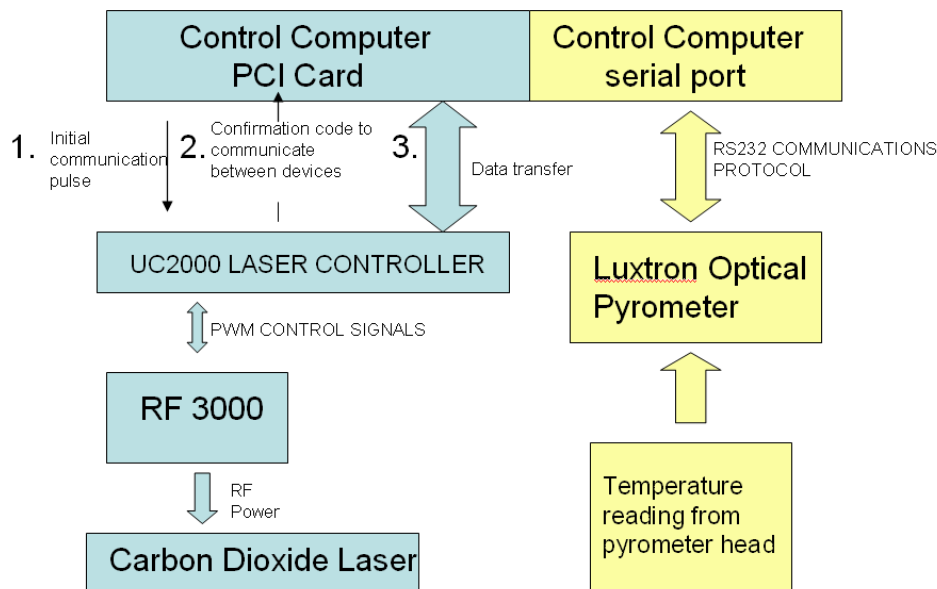 Control Computer
PCI Card
Control Computer
serial port
1.
Initial
communication
pulse
2.
Confirmation code to
communicate
between devices
3.
Data transfer
RS232 COMMUNICATIONS
PROTOCOL
UC2000 LASER CONTROLLER
Luxtron Optical
Pyrometer
PWM CONTROL SIGNALS
RF 3000
RF
Power
Temperature
reading from
pyrometer head
Carbon Dioxide Laser